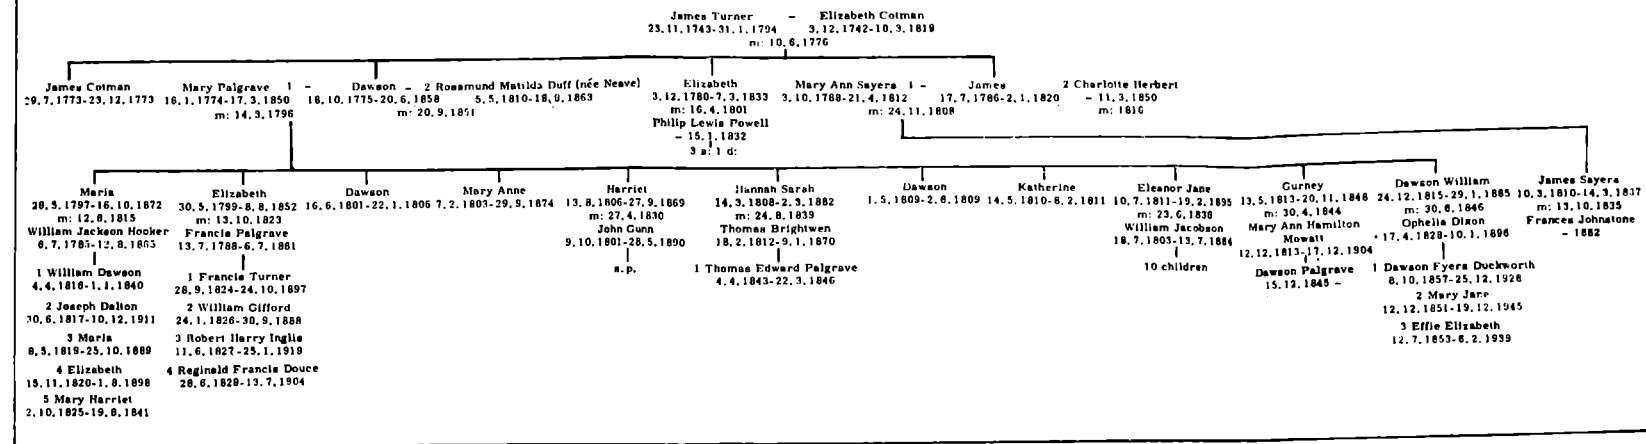 James Turner – Elizabeth Cotman
23.11.1743-31.1.1794 3.12.1742-10.3.1819
m: 10.6.1776
James Cotman Mary Palgrave 1 – Dawson – 2 Rosamund Matilda Duff (née Neave) Elizabeth Mary Ann Sayers 1 – James 2 Charlotte Herbert
29.7.1773-23.12.1773 16.1.1774-17.3.1850 18.10.1775-20.6.1858 5.5.1810-18.9.1863 3.12.1780-7.3.1833 3.10.1788-21.4.1812 17.7.1786-2.1.1820 – 11.3.1850
m: 14.3.1796 m: 20.9.1851 m: 16.4.1801 m: 24.11.1808 m: 1816
Philip Lewis Powell
– 15.1.1832
3 s: 1 d:
Maria Elizabeth Dawson Mary Anne Harriet Hannah Sarah Dawson Katherine Eleanor Jane Gurney Dawson William James Sayers
28.5.1797-16.10.1872 30.5.1799-8.8.1852 16.6.1801-22.1.1806 7.2.1803-29.9.1874 13.8.1806-27.9.1869 14.3.1808-2.3.1882 1.5.1809-2.6.1809 14.5.1810-8.2.1811 10.7.1811-19.2.1895 13.5.1813-20.11.1848 24.12.1815-29.1.1885 10.3.1810-14.3.1837
m: 12.6.1815 m: 13.10.1823 m: 27.4.1830 m: 24.8.1839 m: 23.6.1836 m: 30.4.1844 m: 30.6.1846 m: 13.10.1835
William Jackson Hooker Francis Palgrave John Gunn Thomas Brightwen William Jacobson Mary Ann Hamilton Mowatt Ophelia Dixon Frances Johnstone
6.7.1785-12.8.1865 13.7.1788-6.7.1861 9.10.1801-28.5.1890 18.2.1812-9.1.1870 18.7.1803-13.7.1884 12.12.1813-17.12.1904 17.4.1828-10.1.1896 – 1882
s.p. 10 children
1 William Dawson 1 Francis Turner 1 Thomas Edward Palgrave Dawson Palgrave 1 Dawson Fyers Duckworth
4.4.1816-1.1.1840 28.9.1824-24.10.1897 4.4.1843-22.3.1846 15.12.1845 – 8.10.1857-25.12.1928
2 Joseph Dalton 2 William Gifford 2 Mary Jane
30.6.1817-10.12.1911 24.1.1826-30.9.1888 12.12.1851-19.12.1945
3 Maria 3 Robert Harry Inglis 3 Effie Elizabeth
8.5.1819-25.10.1889 11.6.1827-25.1.1919 12.7.1853-6.2.1939
4 Elizabeth 4 Reginald Francis Douce
15.11.1820-1.8.1898 28.6.1829-13.7.1904
5 Mary Harriet
2.10.1825-19.6.1841